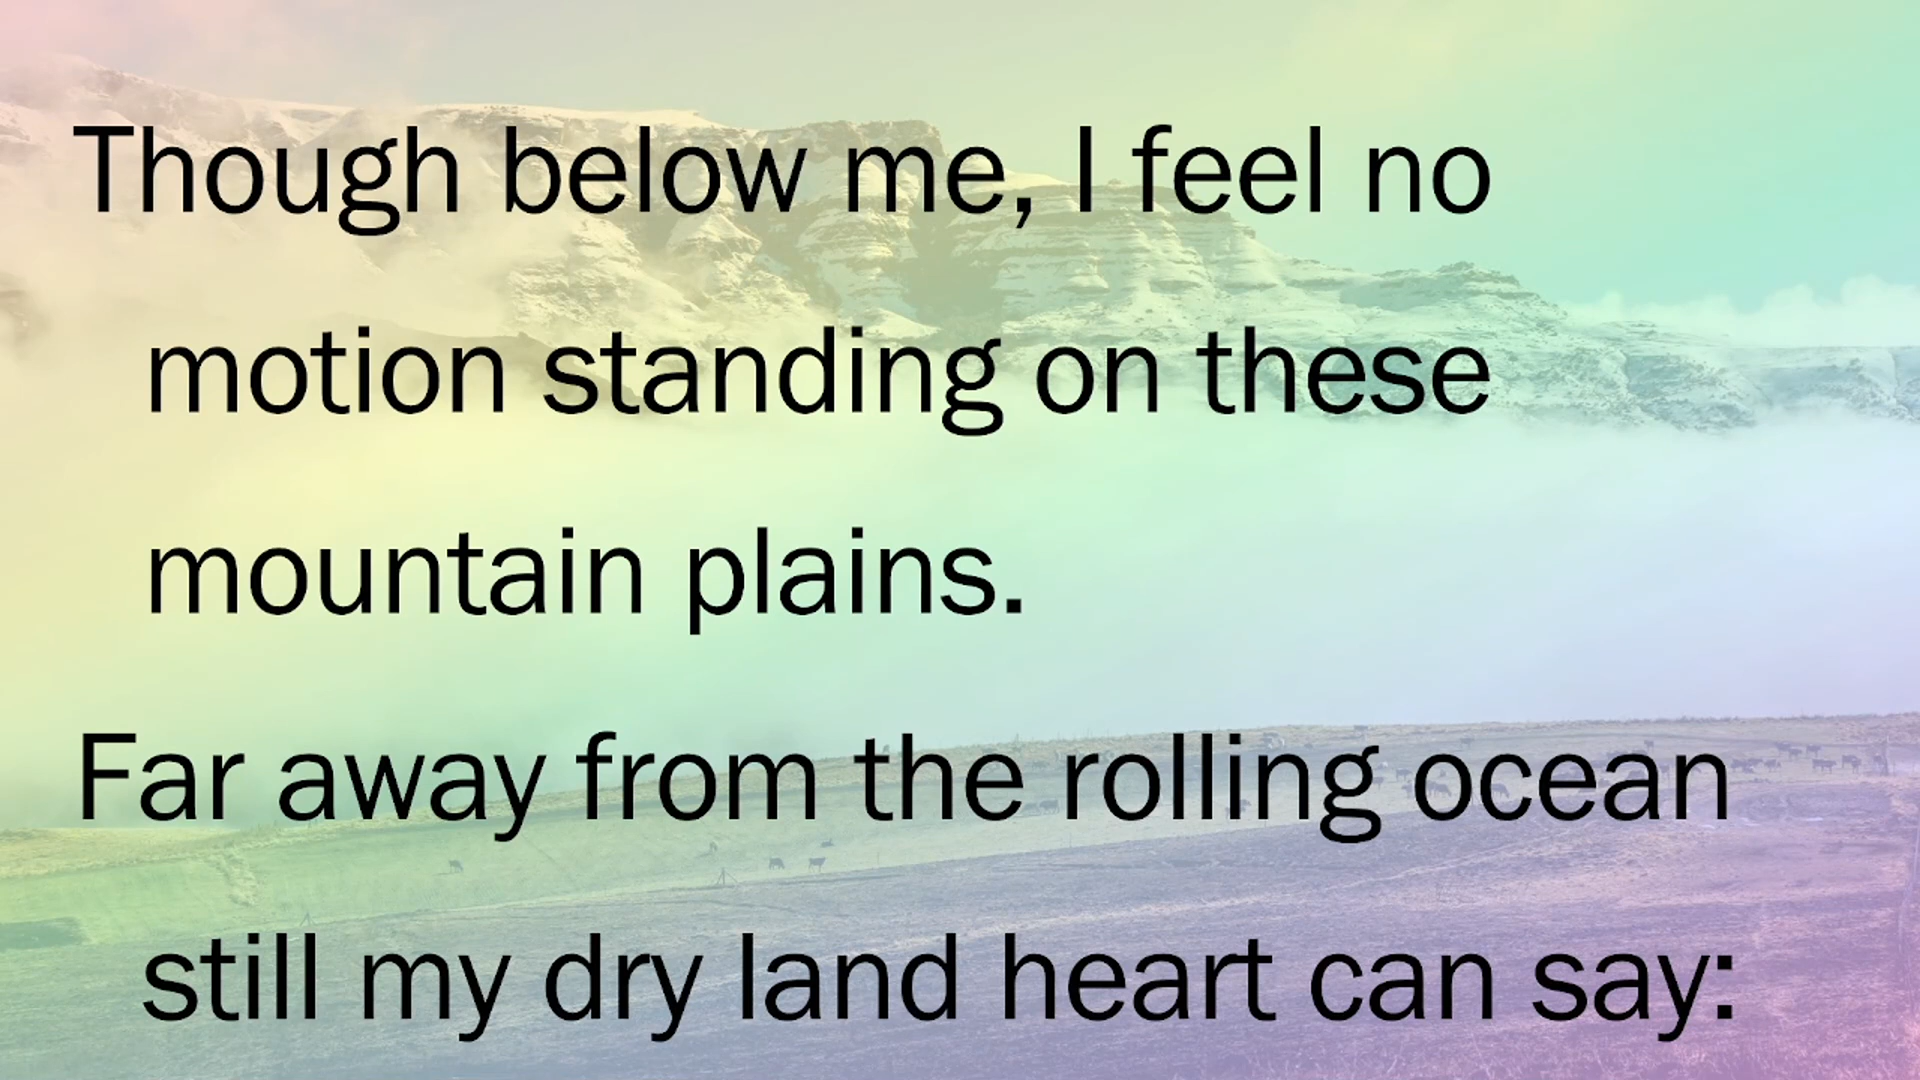 Though below me, I feel no
motion standing on these
mountain plains.
Far away from the rolling ocean
still my dry land heart can say: